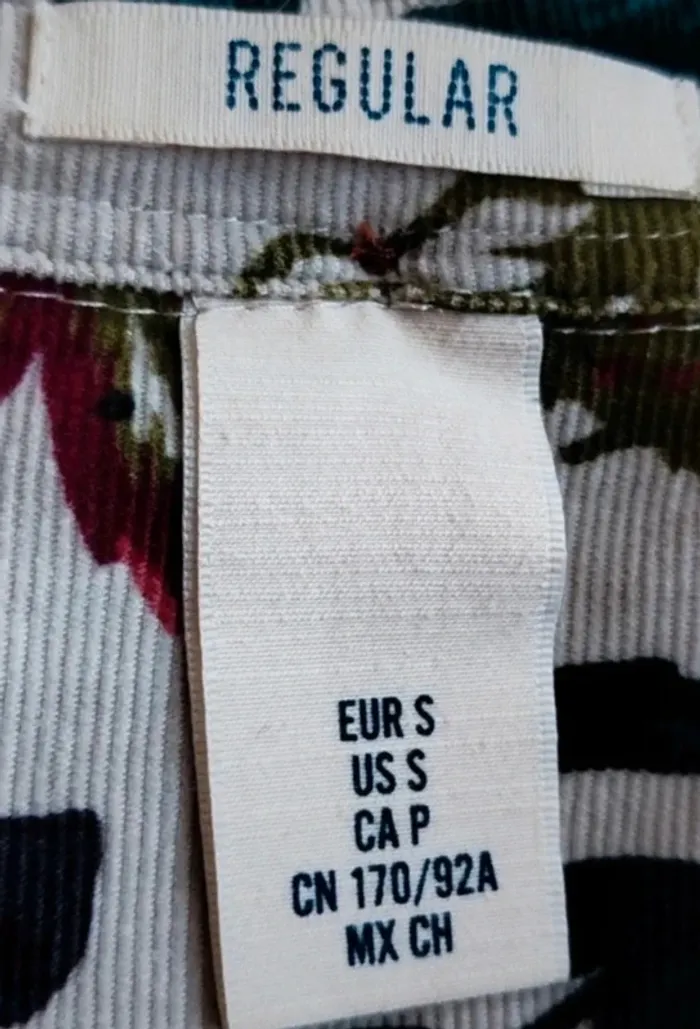 REGULAR
EUR S
US S
CA P
CN 170/92A
MX CH